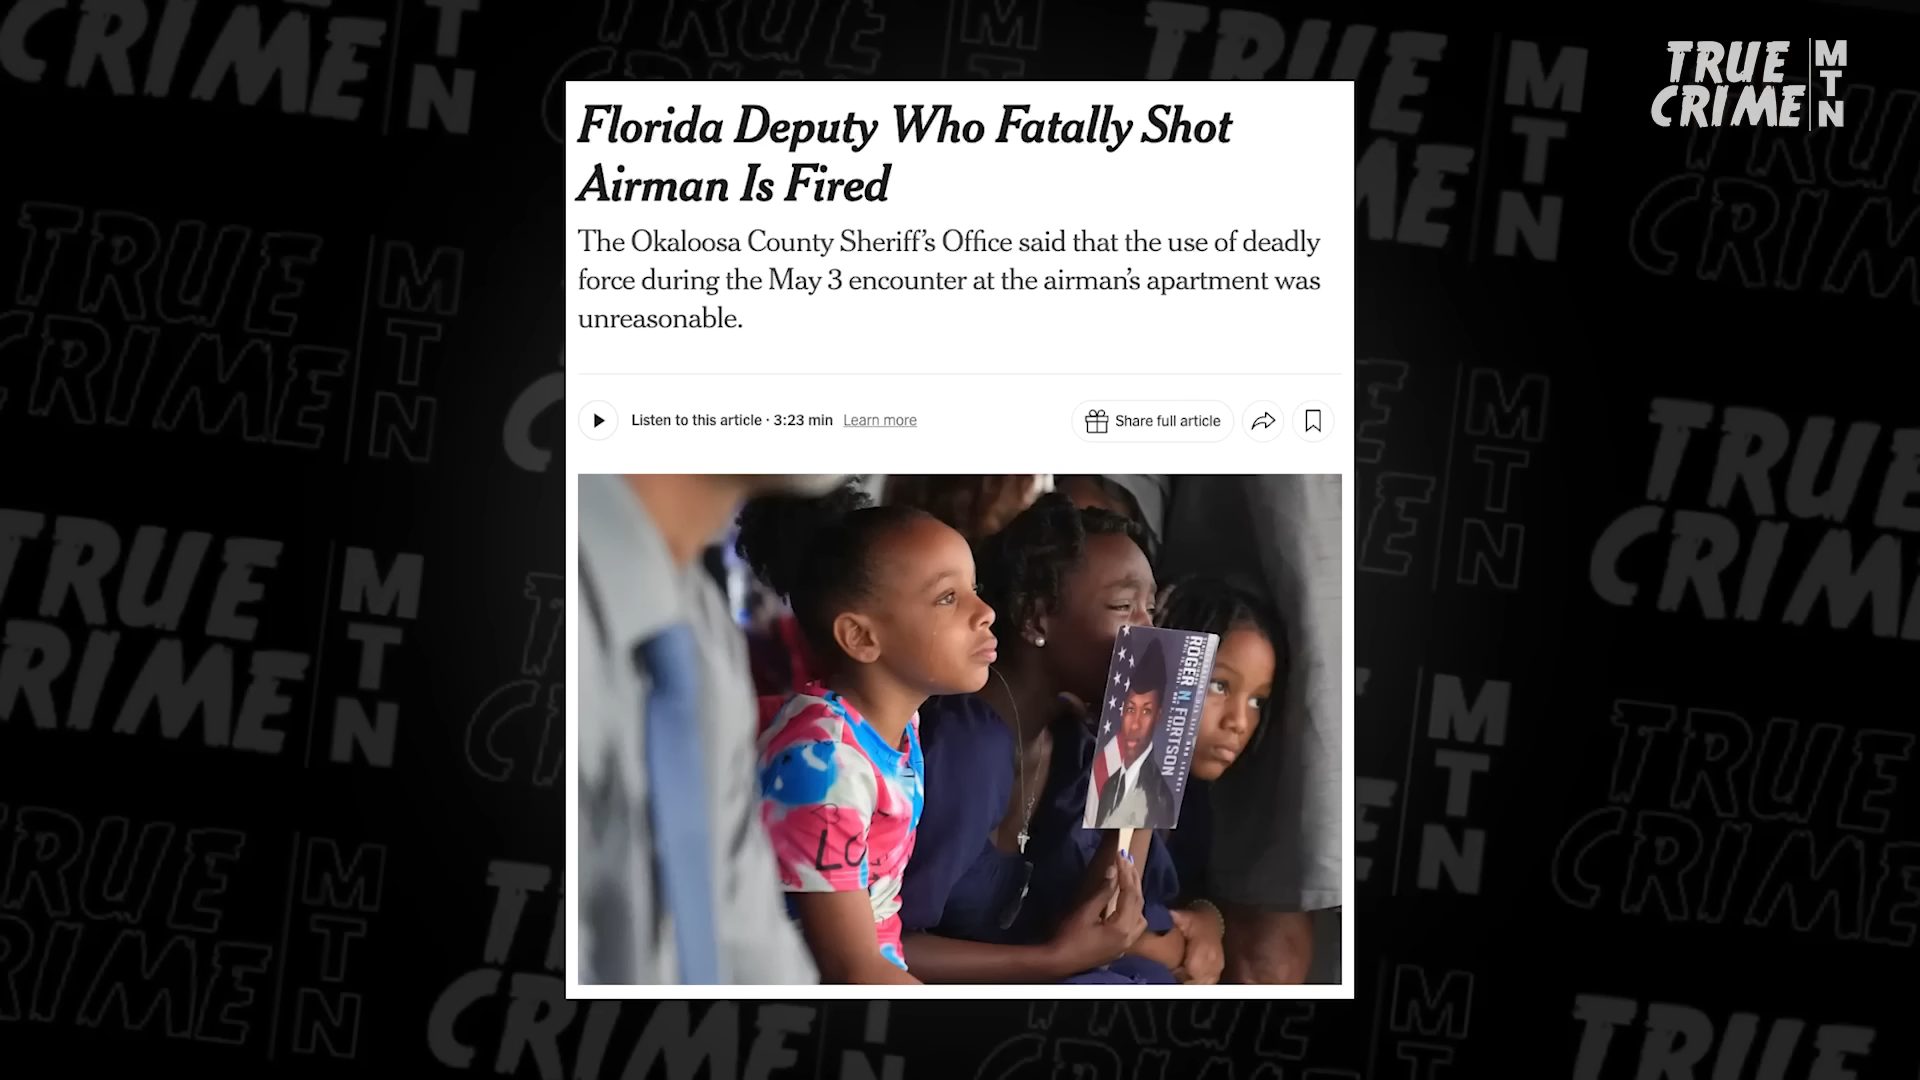 TRUE
CRIME
MTN
Florida Deputy Who Fatally Shot
Airman Is Fired
The Okaloosa County Sheriff’s Office said that the use of deadly
force during the May 3 encounter at the airman’s apartment was
unreasonable.
Listen to this article · 3:23 min Learn more
Share full article
ROGER N FORTSON
LO